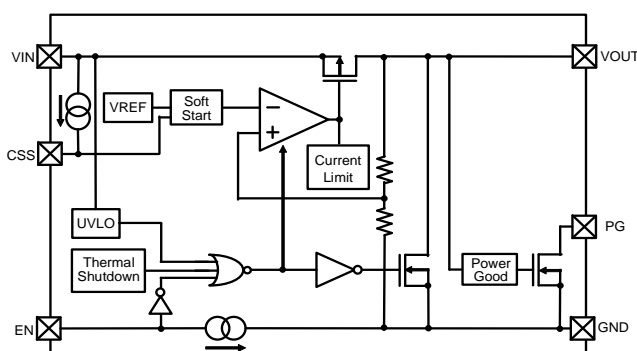 VIN
VOUT
VREF
Soft
Start
−
+
CSS
Current
Limit
UVLO
PG
Thermal
Shutdown
Power
Good
EN
GND